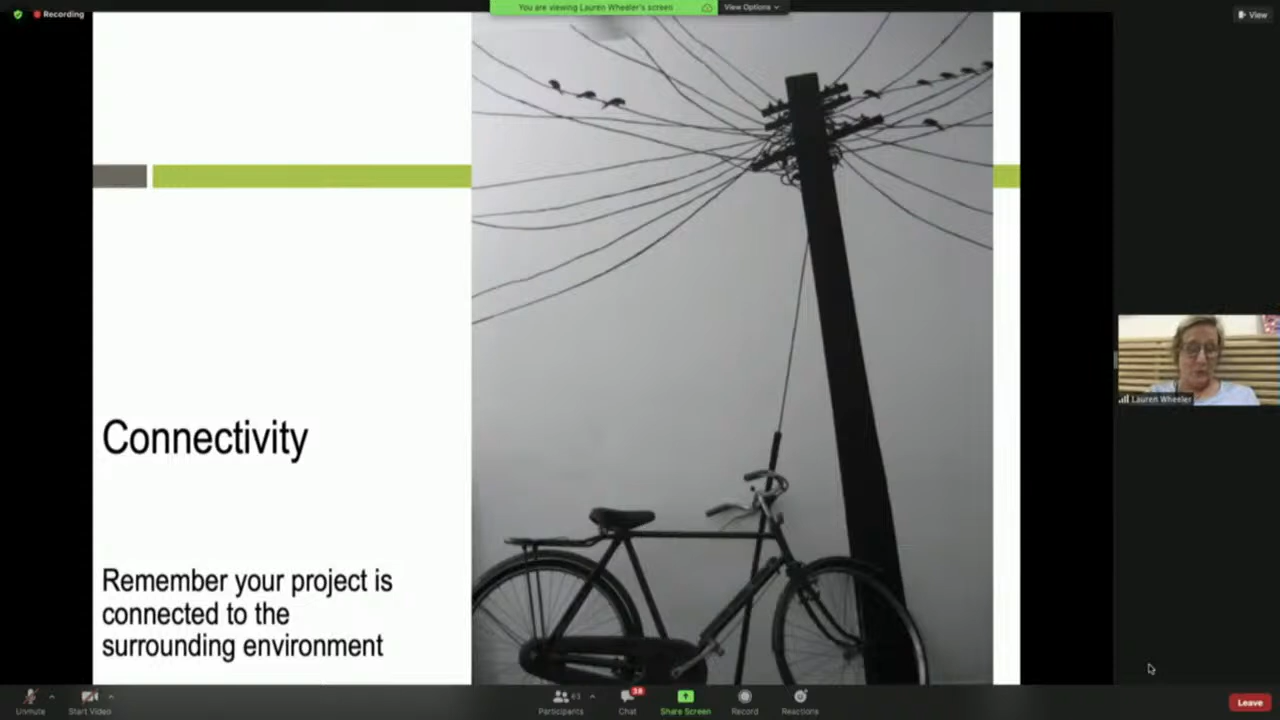 Recording
You are viewing Lauren Wheeler's screen
View Options
View
Connectivity
Remember your project is
connected to the
surrounding environment
Lauren Wheeler
Unmute
Start Video
Participants
Chat
38
Share Screen
Record
Reactions
Leave